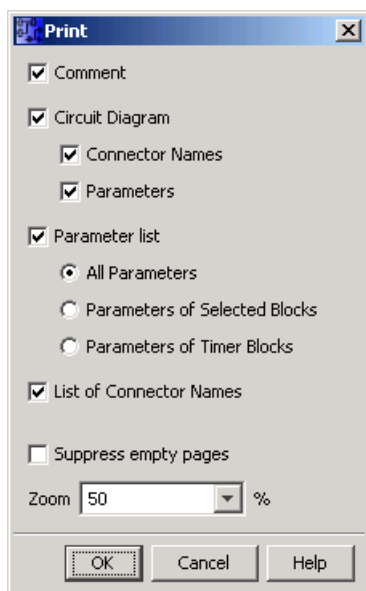 Print
Comment
Circuit Diagram
Connector Names
Parameters
Parameter list
All Parameters
Parameters of Selected Blocks
Parameters of Timer Blocks
List of Connector Names
Suppress empty pages
Zoom 50 %
OK Cancel Help